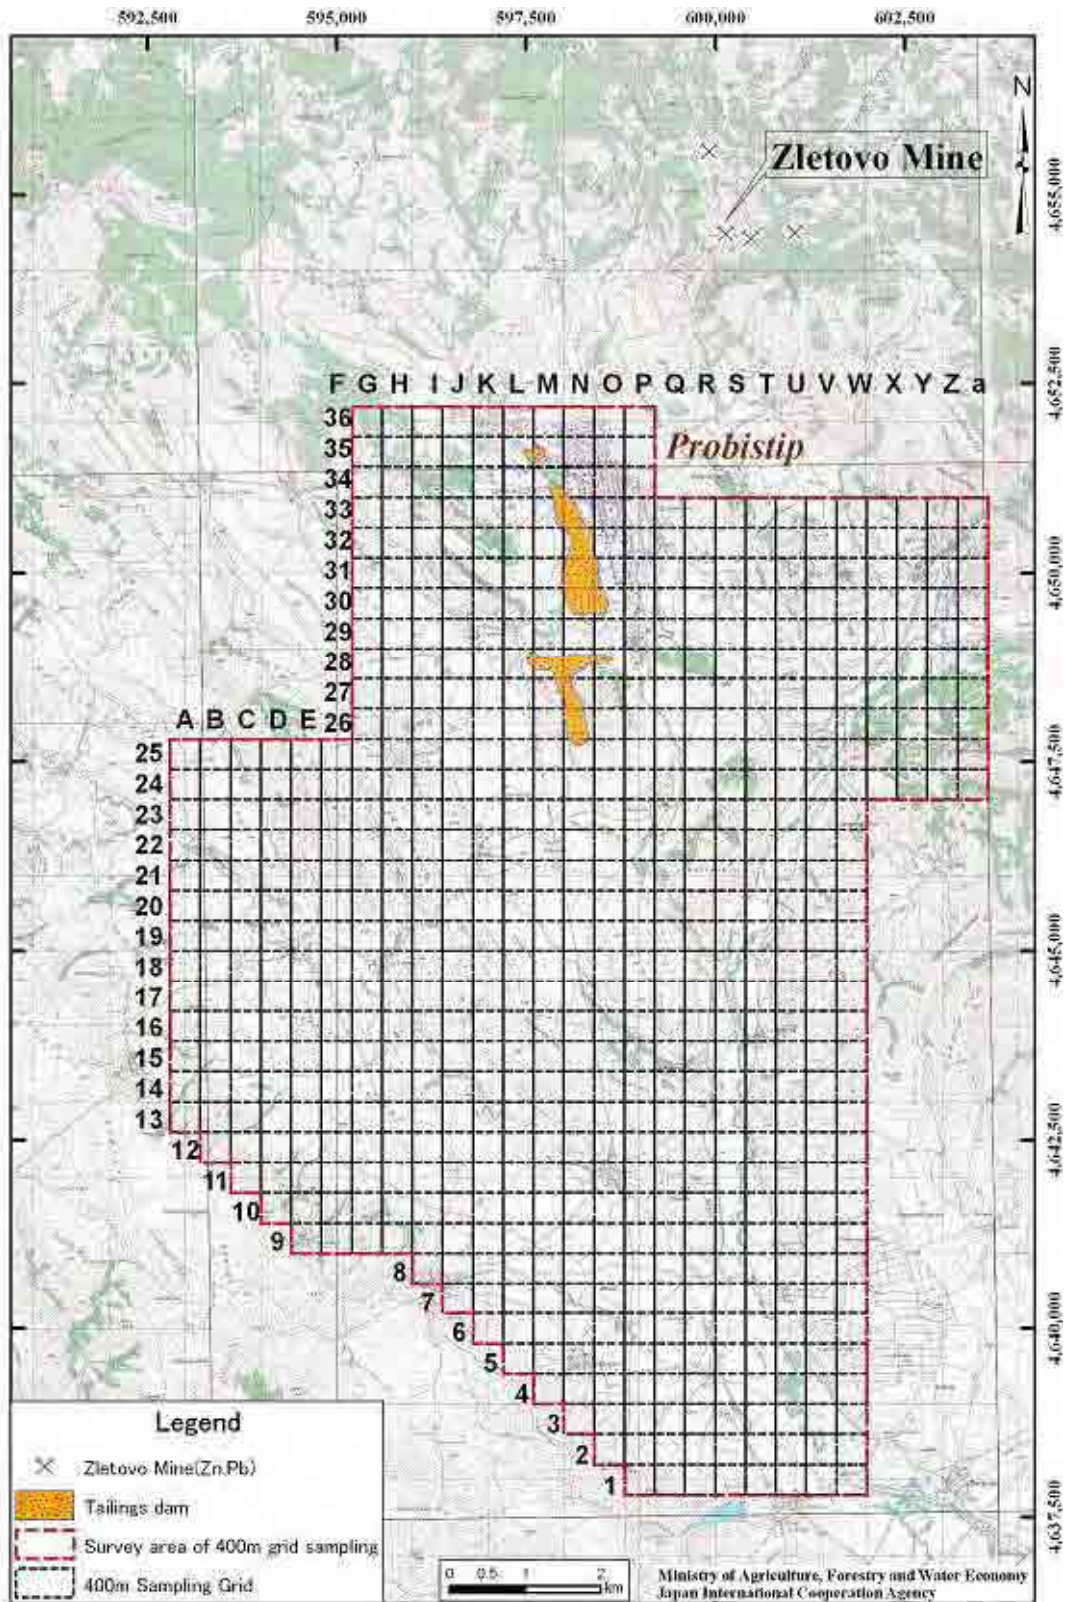 592,500 595,000 597,500 600,000 602,500
N
Zletovo Mine
4,655,000
4,652,500
F G H I J K L M N O P Q R S T U V W X Y Z a
36
35
Probistip
34
33
32
31
4,650,000
30
29
28
27
A B C D E 26
25
4,647,500
24
23
22
21
20
19
4,645,000
18
17
16
15
14
13
4,642,500
12
11
10
9
8
7
4,640,000
6
5
4
3
2
1
4,637,500
Legend
Zletovo Mine(Zn,Pb)
Tailings dam
Survey area of 400m grid sampling
400m Sampling Grid
0 0.5 1 2
km
Ministry of Agriculture, Forestry and Water Economy
Japan International Cooperation Agency